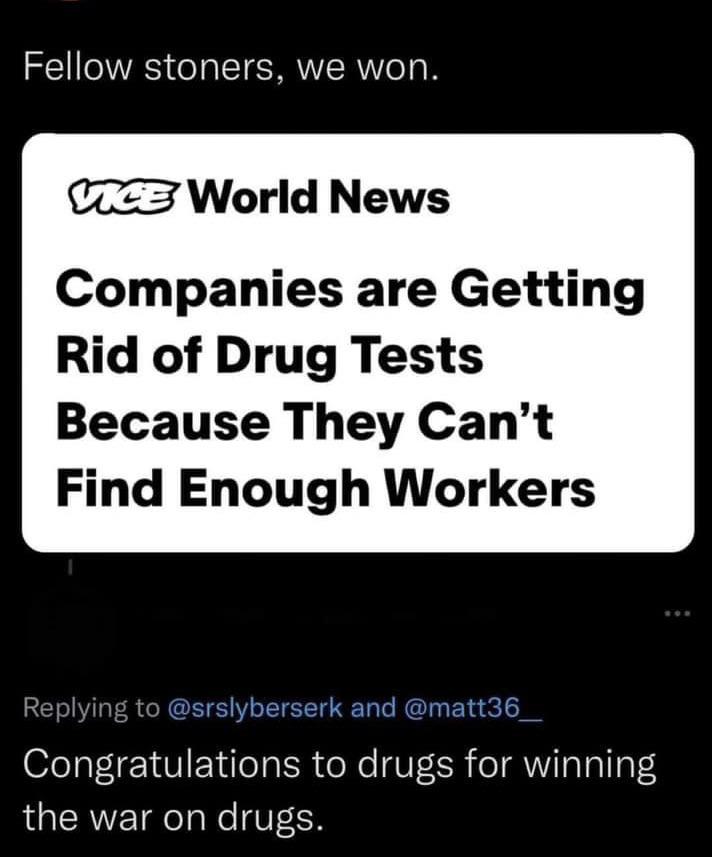 Fellow stoners, we won.
VICE World News
Companies are Getting
Rid of Drug Tests
Because They Can’t
Find Enough Workers
Replying to @srslyberserk and @matt36__
Congratulations to drugs for winning
the war on drugs.